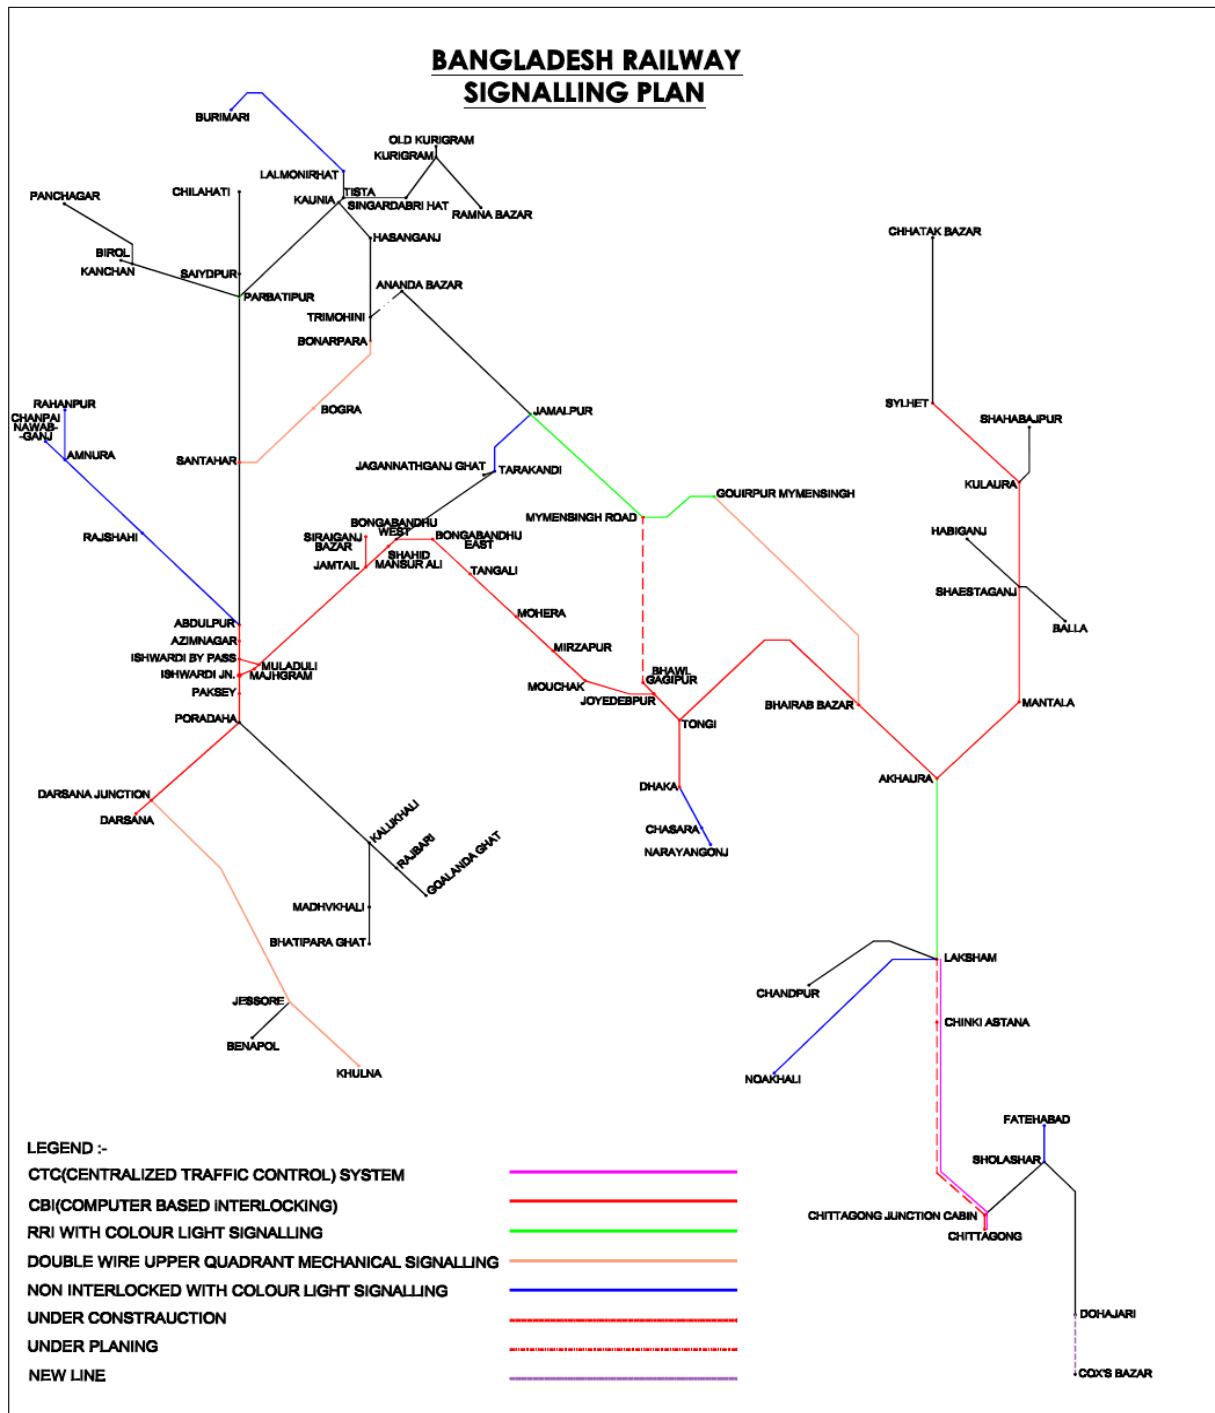 BANGLADESH RAILWAY
SIGNALLING PLAN
BURIMARI
OLD KURIGRAM
KURIGRAM
LALMONIRHAT
CHILAHATI
TISTA
PANCHAGAR
KAUNIA
SINGARDABRI HAT
RAMNA BAZAR
HASANGANJ
CHHATAK BAZAR
BIROL
KANCHAN
SAIYDPUR
ANANDA BAZAR
PARBATIPUR
TRIMOHINI
BONARPARA
RAHANPUR
CHANPAI
NAWAB-
-GANJ
BOGRA
JAMALPUR
SYLHET
SHAHABAJPUR
AMNURA
SANTAHAR
JAGANNATHGANJ GHAT
TARAKANDI
GOUIRPUR MYMENSINGH
KULAURA
MYMENSINGH ROAD
RAJSHAHI
SIRAIGANJ
BAZAR
BONGABANDHU
WEST
BONGABANDHU
EAST
HABIGANJ
SHAHID
MANSUR ALI
JAMTAIL
TANGALI
SHAESTAGANJ
MOHERA
BALLA
ABDULPUR
AZIMNAGAR
MIRZAPUR
ISHWARDI BY PASS
MULADULI
ISHWARDI JN.
MAJHGRAM
BHAWL
GAGIPUR
MOUCHAK
JOYEDEBPUR
PAKSEY
BHAIRAB BAZAR
MANTALA
PORADAHA
TONGI
AKHAURA
DARSANA JUNCTION
DARSANA
DHAKA
CHASARA
NARAYANGONJ
KALUKHALI
RAJBARI
GOALANDA GHAT
MADHVKHALI
BHATIPARA GHAT
LAKSHAM
CHANDPUR
JESSORE
CHINKI ASTANA
BENAPOL
KHULNA
NOAKHALI
FATEHABAD
SHOLASHAR
CHITTAGONG JUNCTION CABIN
CHITTAGONG
DOHAJARI
COX'S BAZAR
LEGEND :-
CTC(CENTRALIZED TRAFFIC CONTROL) SYSTEM
CBI(COMPUTER BASED INTERLOCKING)
RRI WITH COLOUR LIGHT SIGNALLING
DOUBLE WIRE UPPER QUADRANT MECHANICAL SIGNALLING
NON INTERLOCKED WITH COLOUR LIGHT SIGNALLING
UNDER CONSTRAUCTION
UNDER PLANING
NEW LINE